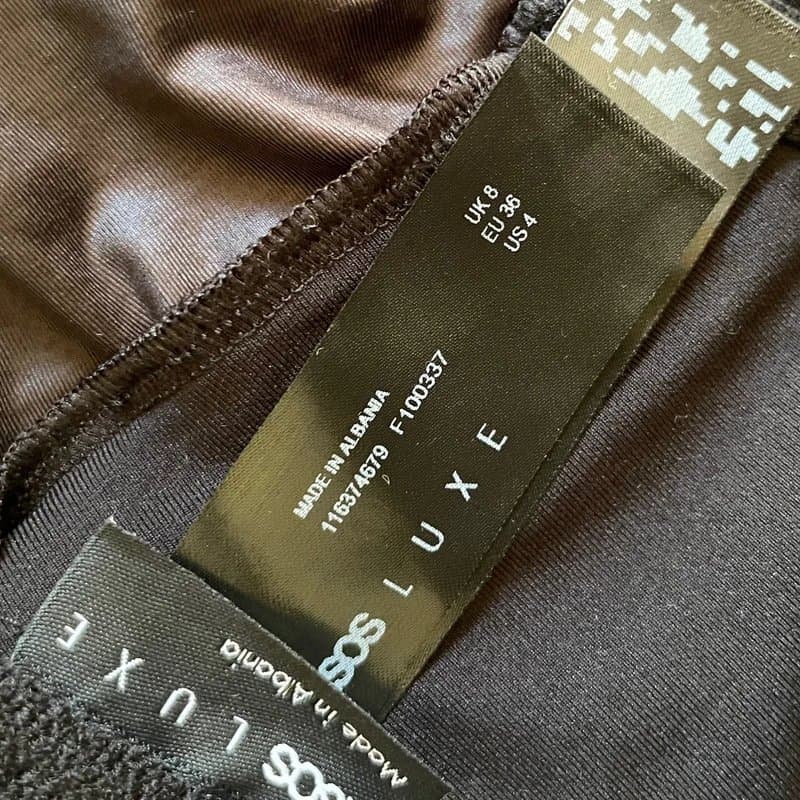 UK 8
EU 36
US 4
MADE IN ALBANIA
116374679 F100337
SOS LUXE
SOS LUXE
Made in Albania